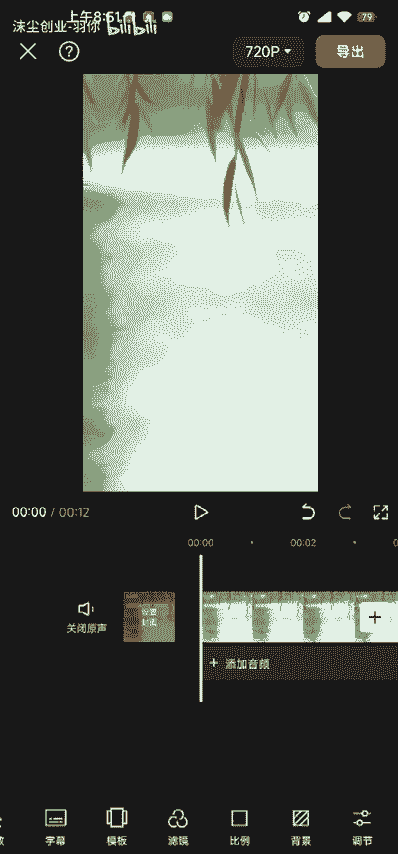 上午8:51
沫尘创业-羽你 bilibili
79
720P
导出
00:00 / 00:12
00:00
00:02
关闭原声
设置
封面
添加音频
字幕
模板
滤镜
比例
背景
调节